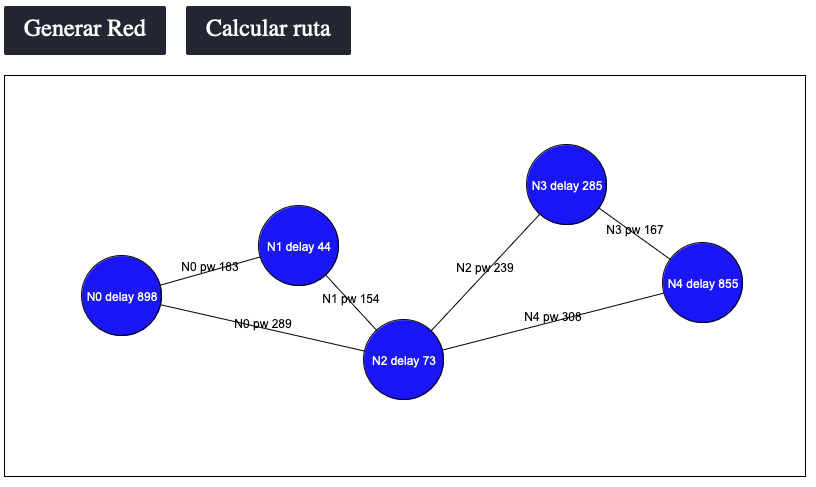 Generar Red
Calcular ruta
N3 delay 285
N3 pw 167
N1 delay 44
N0 pw 183
N2 pw 239
N4 delay 855
N0 delay 898
N1 pw 154
N4 pw 308
N0 pw 289
N2 delay 73